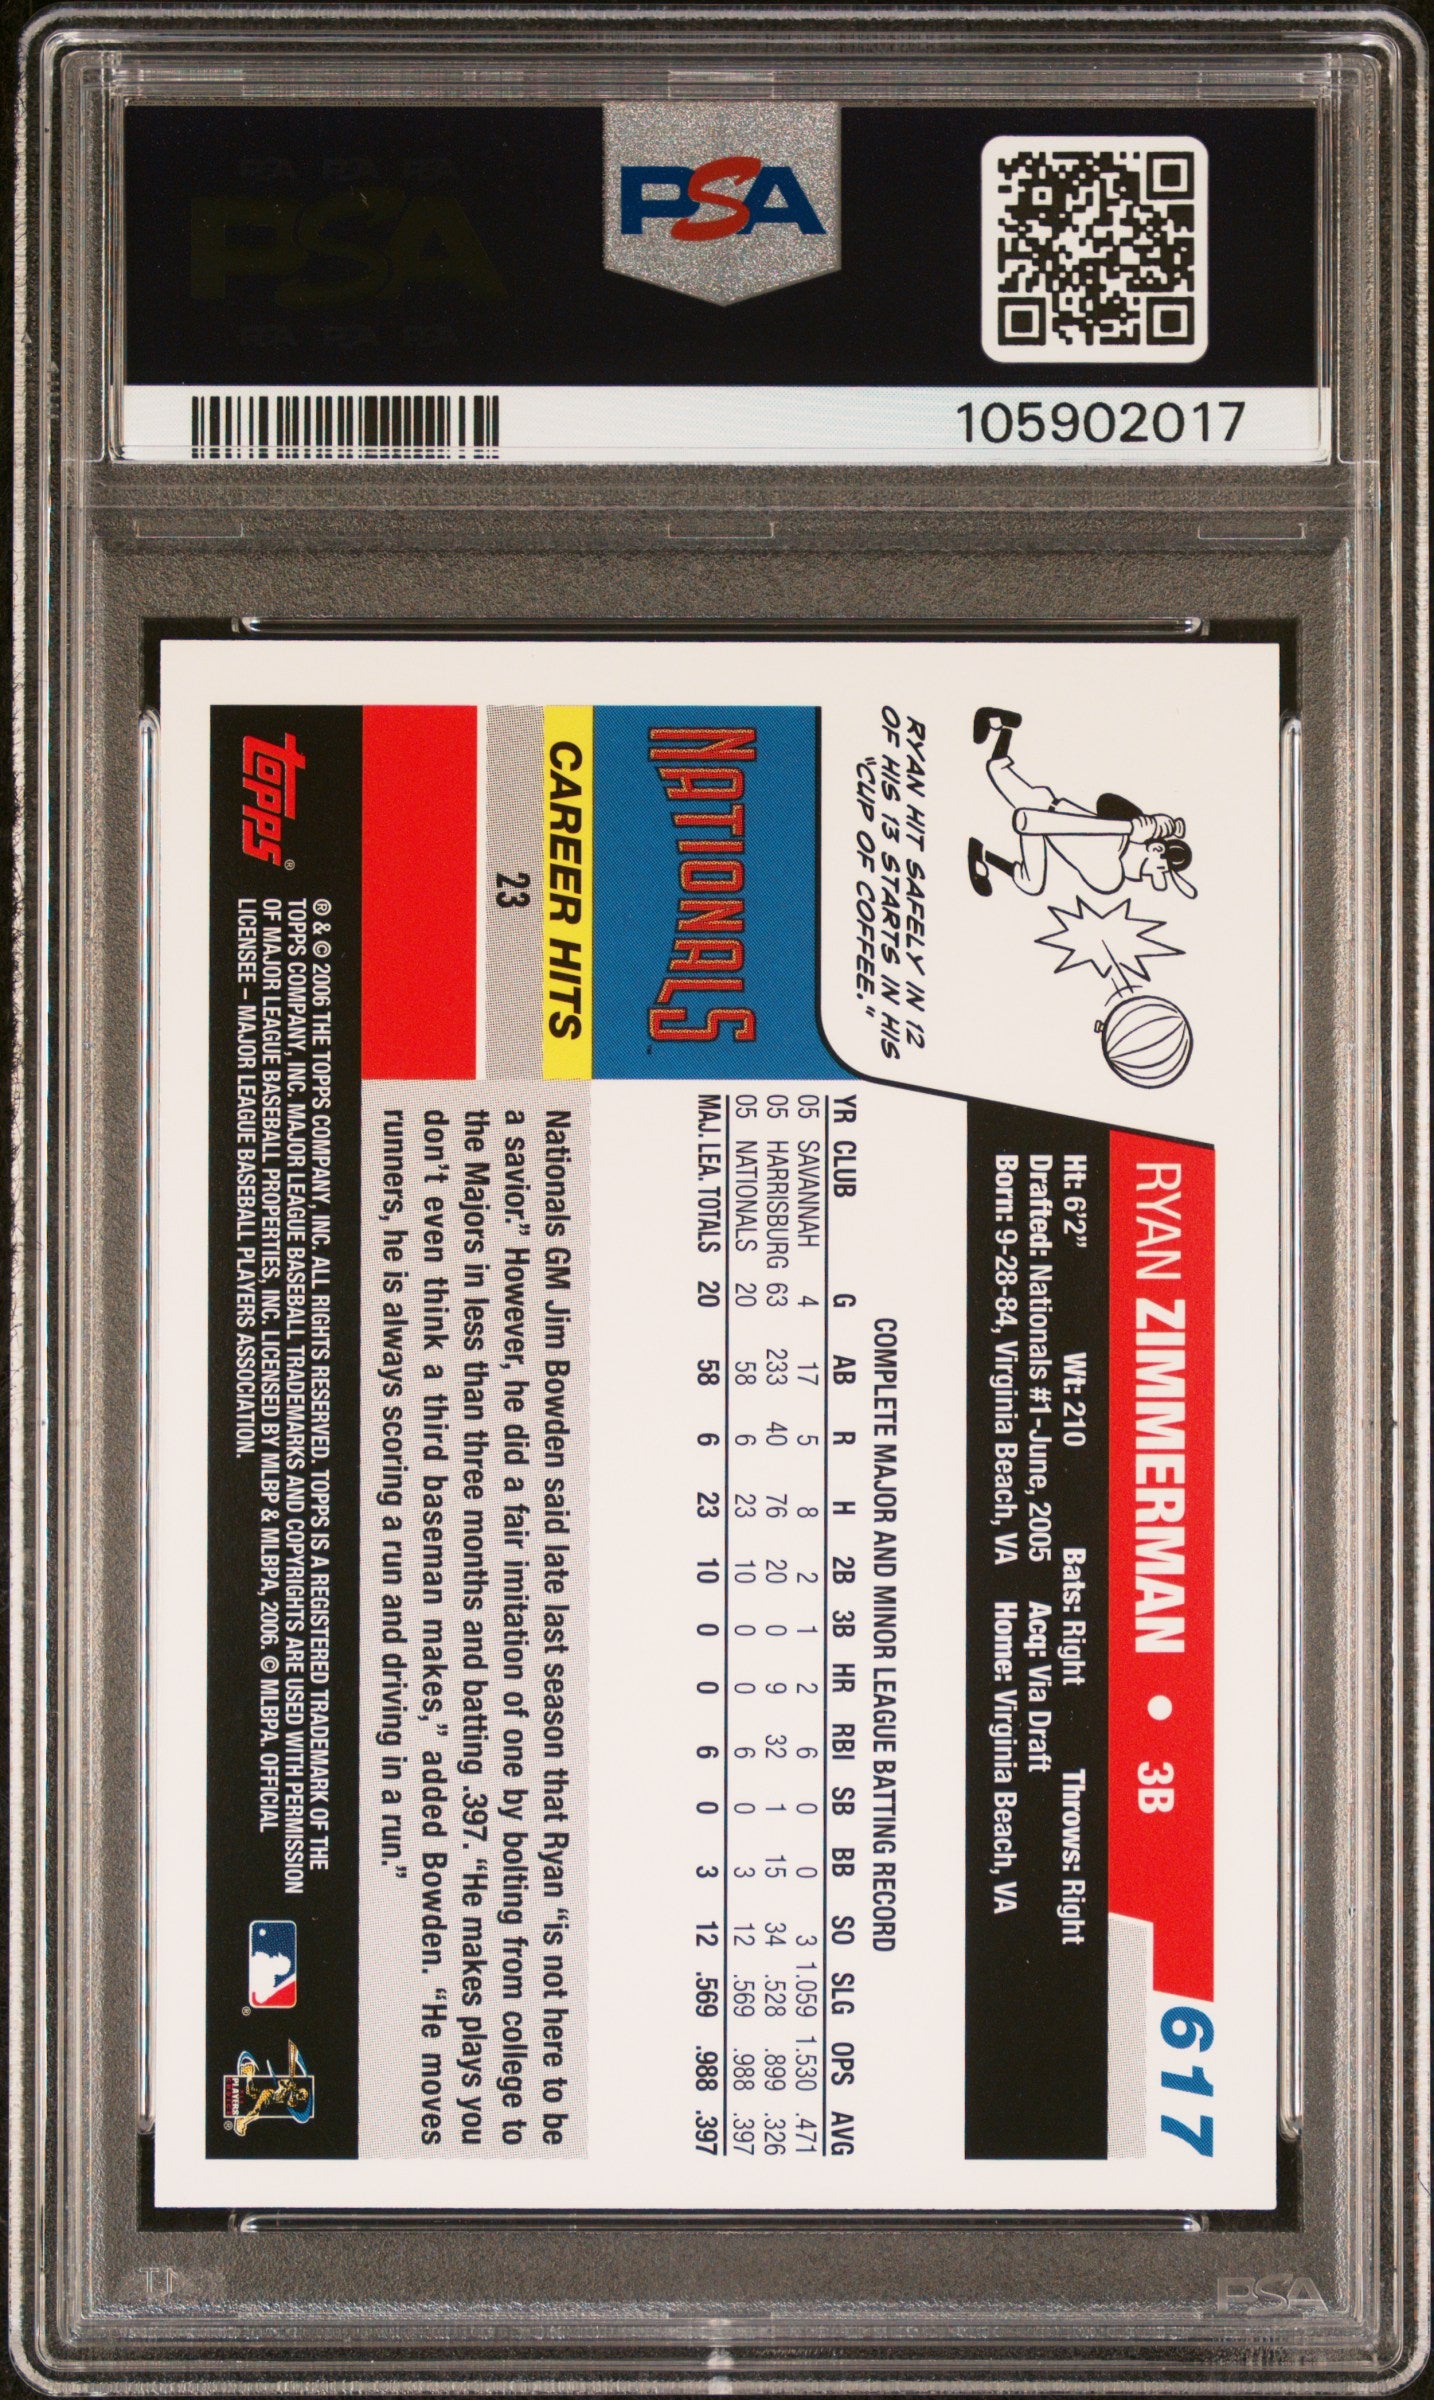 PSA
105902017
RYAN HIT SAFELY IN 12
OF HIS 13 STARTS IN HIS
"CUP OF COFFEE."
RYAN ZIMMERMAN • 3B
617
Ht: 6'2" Wt: 210 Bats: Right Throws: Right
Drafted: Nationals #1-June, 2005 Acq: Via Draft
Born: 9-28-84, Virginia Beach, VA Home: Virginia Beach, VA
COMPLETE MAJOR AND MINOR LEAGUE BATTING RECORD
YR CLUB G AB R H 2B 3B HR RBI SB BB SO SLG OPS AVG
05 SAVANNAH 4 17 5 8 2 1 2 6 0 0 3 1.059 1.530 .471
05 HARRISBURG 63 233 40 76 20 0 9 32 1 15 34 .528 .899 .326
05 NATIONALS 20 58 6 23 10 0 0 6 0 3 12 .569 .988 .397
MAJ. LEA. TOTALS 20 58 6 23 10 0 0 6 0 3 12 .569 .988 .397
NATIONALS™
CAREER HITS
23
Nationals GM Jim Bowden said late last season that Ryan "is not here to be
a savior." However, he did a fair imitation of one by bolting from college to
the Majors in less than three months and batting .397. "He makes plays you
don't even think a third baseman makes," added Bowden. "He moves
runners, he is always scoring a run and driving in a run."
topps®
® & © 2006 THE TOPPS COMPANY, INC. ALL RIGHTS RESERVED. TOPPS IS A REGISTERED TRADEMARK OF THE
TOPPS COMPANY, INC. MAJOR LEAGUE BASEBALL TRADEMARKS AND COPYRIGHTS ARE USED WITH PERMISSION
OF MAJOR LEAGUE BASEBALL PROPERTIES, INC. LICENSED BY MLBP & MLBPA, 2006. © MLBPA. OFFICIAL
LICENSEE – MAJOR LEAGUE BASEBALL PLAYERS ASSOCIATION.
PSA